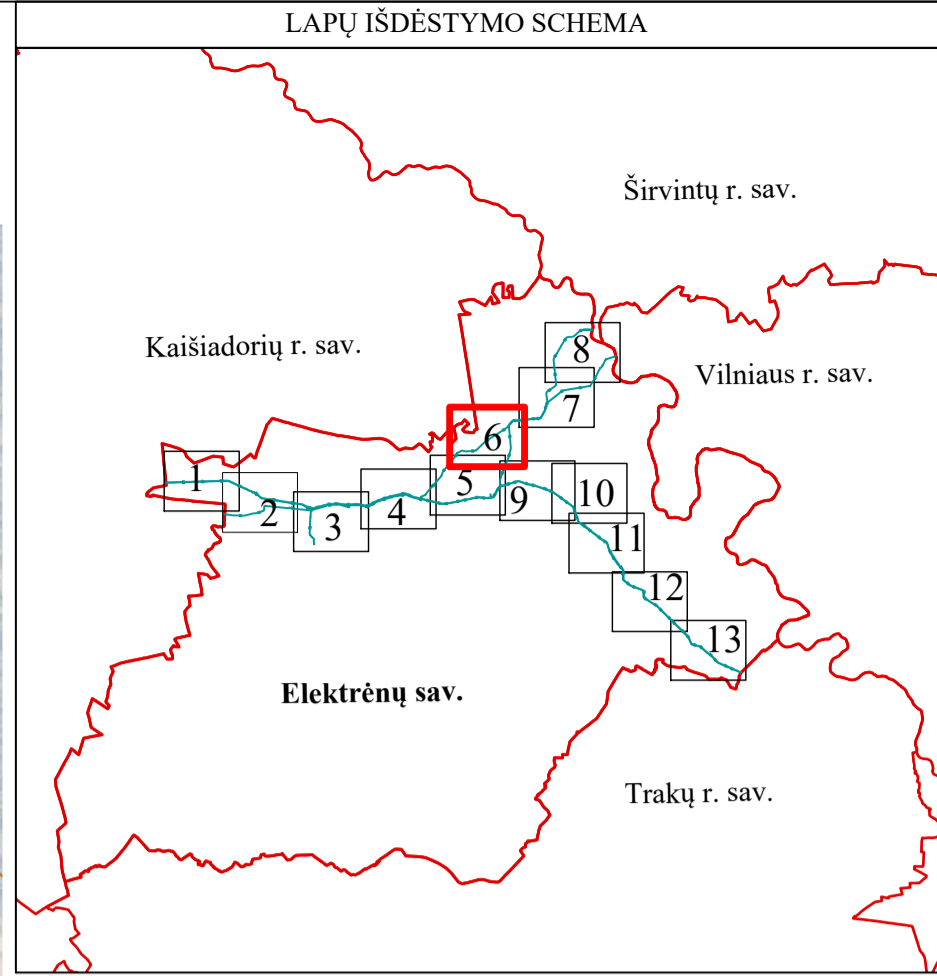 LAPŲ IŠDĖSTYMO SCHEMA
Širvintų r. sav.
Kaišiadorių r. sav.
8
Vilniaus r. sav.
7
6
1
5
9
10
2
4
3
11
12
13
Elektrėnų sav.
Trakų r. sav.